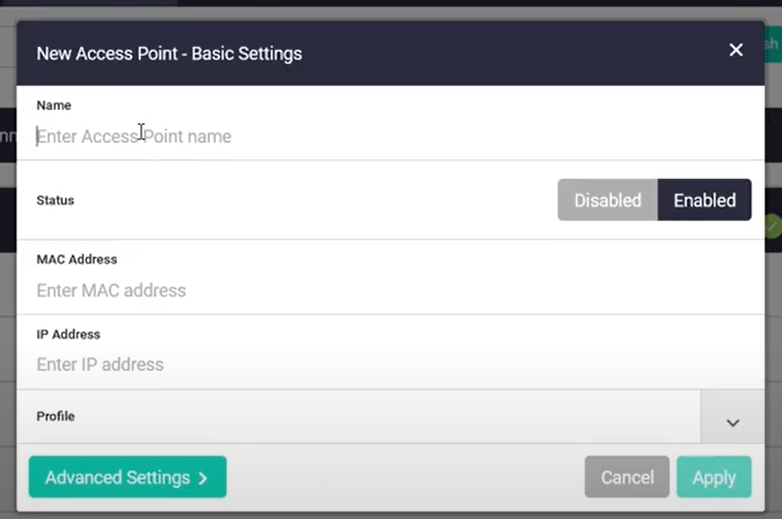 New Access Point - Basic Settings
Name
Enter Access Point name
Status
Disabled
Enabled
MAC Address
Enter MAC address
IP Address
Enter IP address
Profile
Advanced Settings
Cancel
Apply